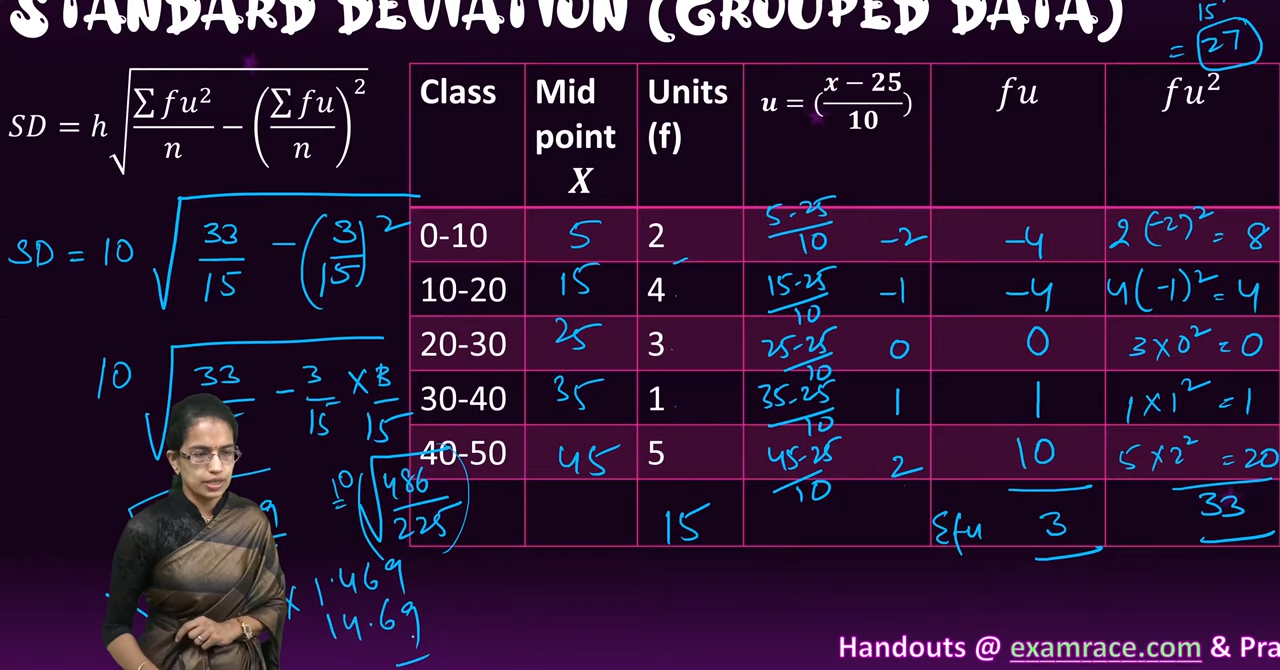 STANDARD DEVIATION (GROUPED DATA)
15
= 27
SD = h √(∑fu²/n − (∑fu/n)²)
SD = 10 √(33/15 − (3/15)²)
10 √(33 − 3/15 × 3/15)
10 √(486/225)
× 1.469
14.69
Class | Mid point X | Units (f) | u = (x − 25/10) | fu | fu²
0-10 | 5 | 2 | 5-25/10 -2 | -4 | 2(-2)² = 8
10-20 | 15 | 4 | 15-25/10 -1 | -4 | 4(-1)² = 4
20-30 | 25 | 3 | 25-25/10 0 | 0 | 3×0² = 0
30-40 | 35 | 1 | 35-25/10 1 | 1 | 1×1² = 1
40-50 | 45 | 5 | 45-25/10 2 | 10 | 5×2² = 20
15 | Σfu 3 | 33
Handouts @ examrace.com & Pra